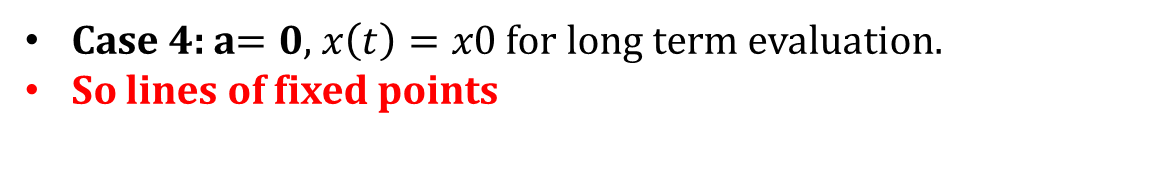 • Case 4: a= 0, x(t) = x0 for long term evaluation.
• So lines of fixed points